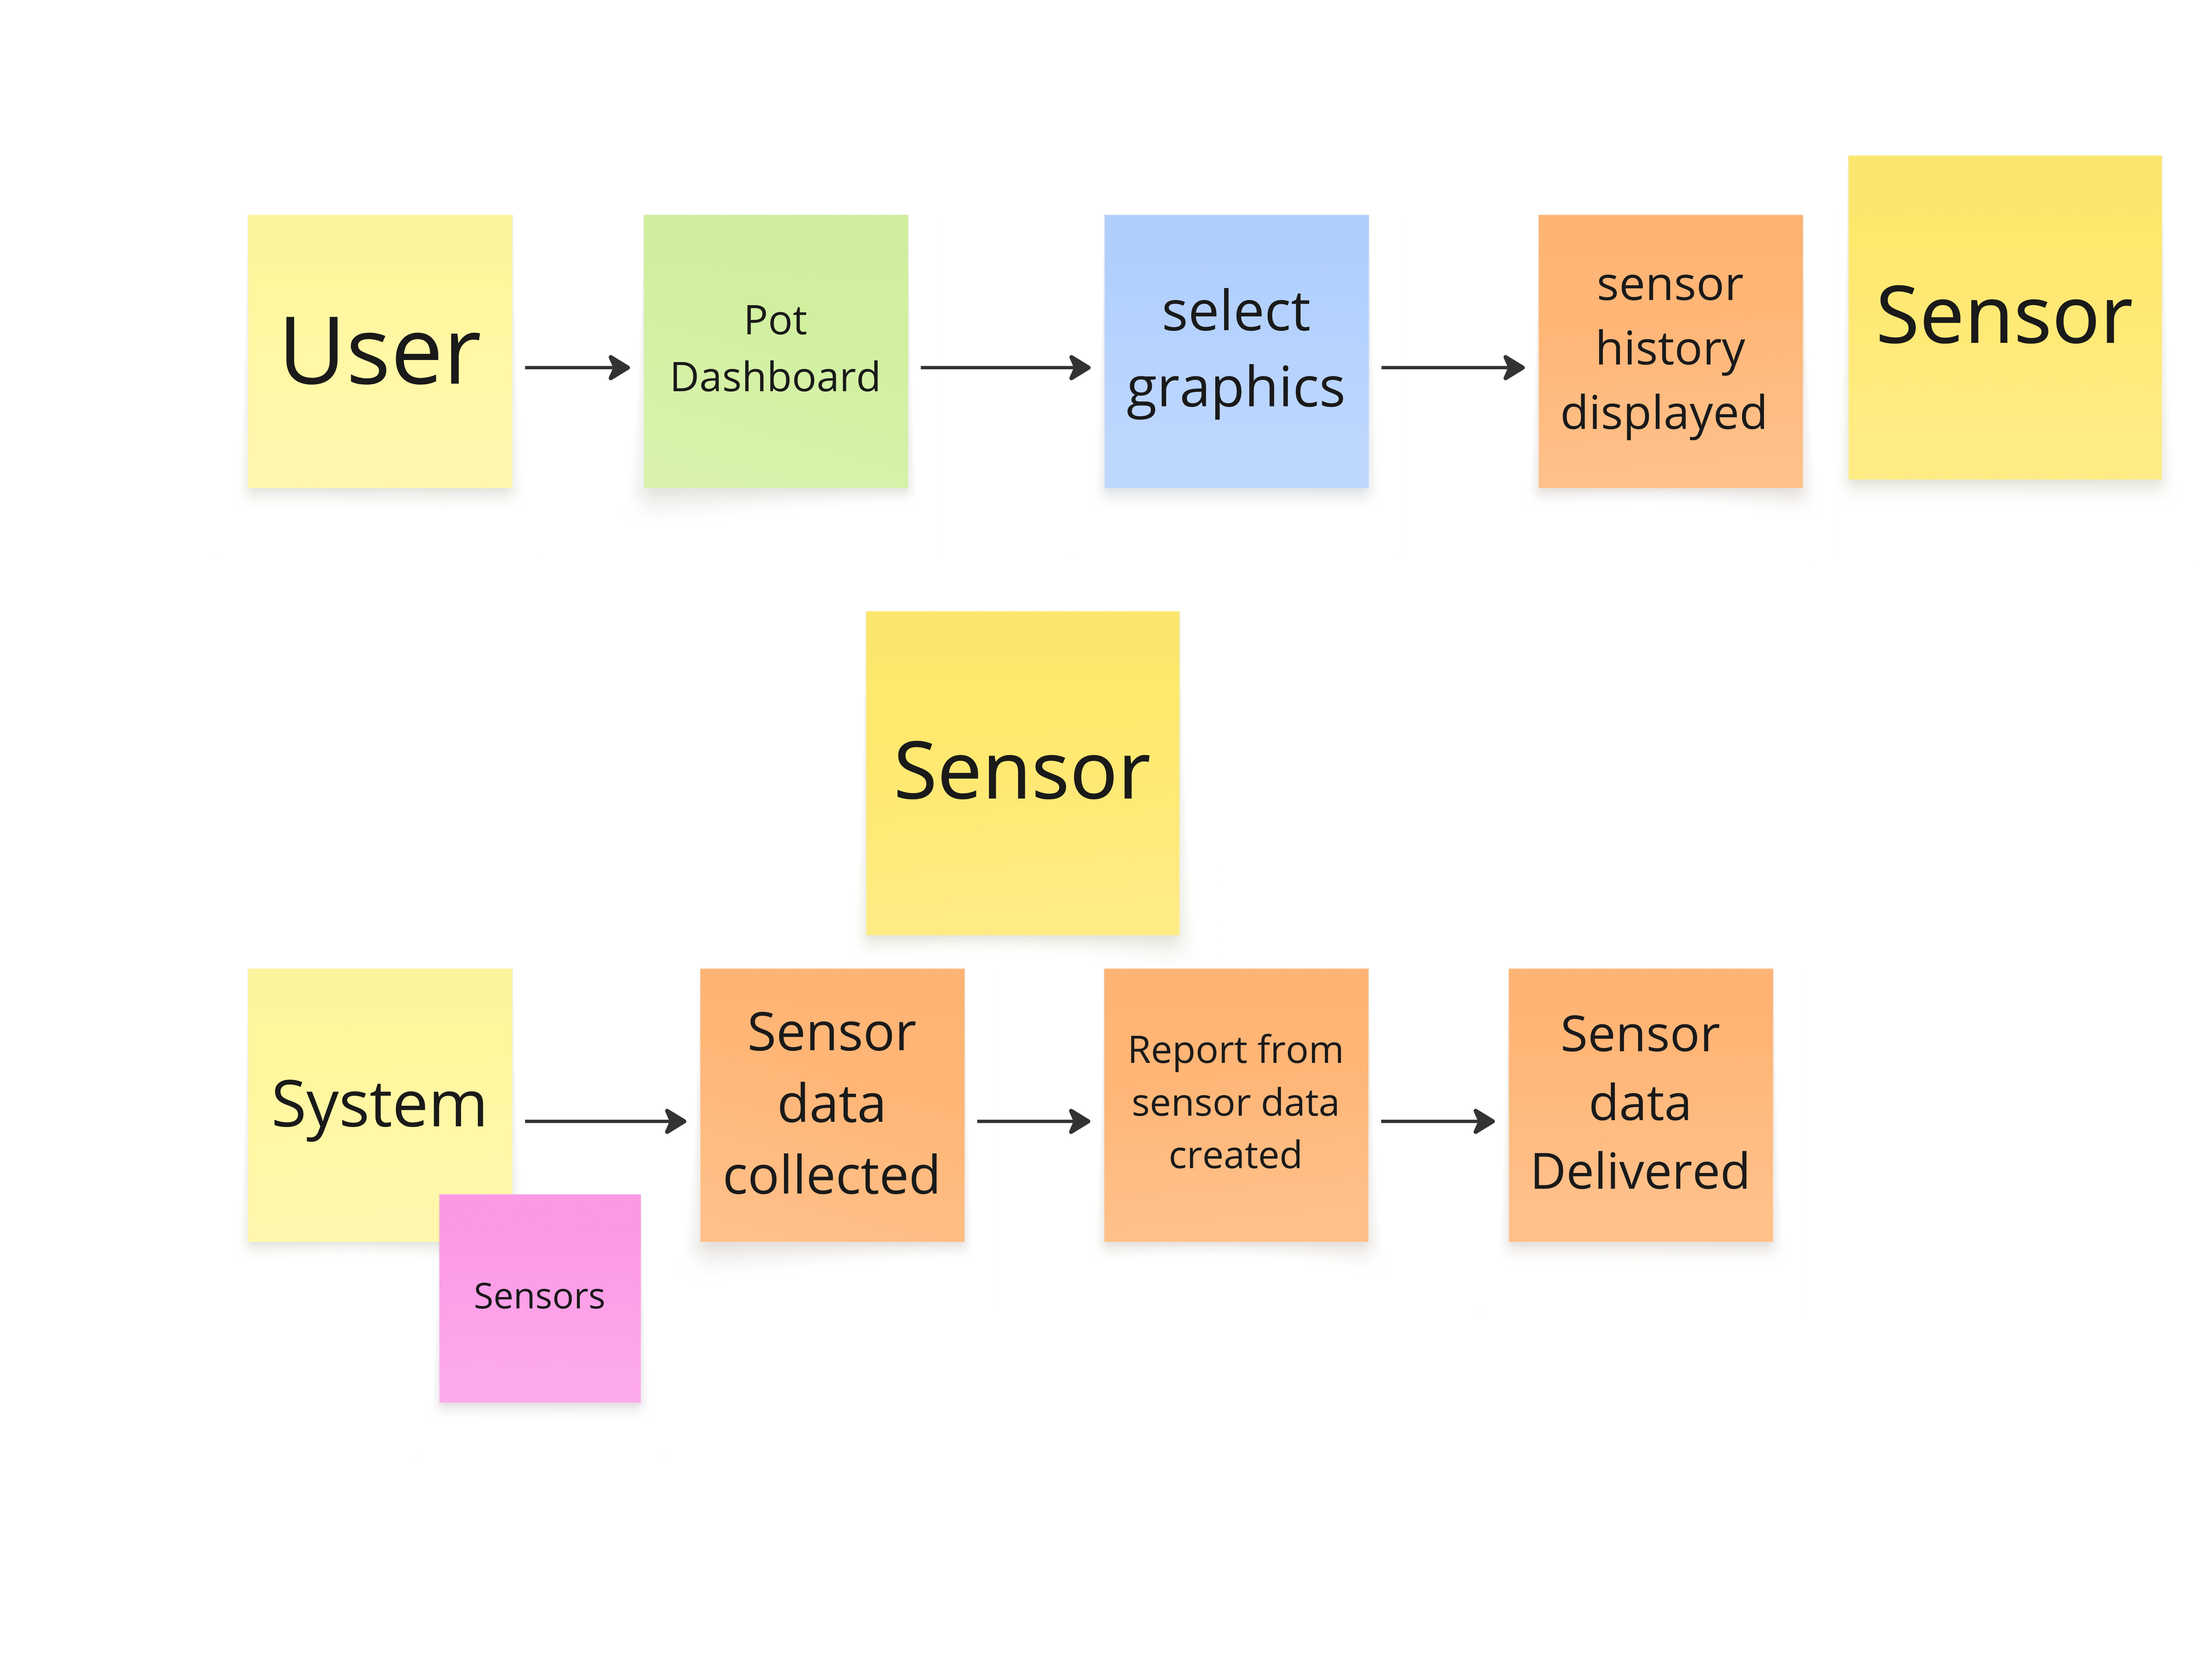 User
Pot
Dashboard
select
graphics
sensor
history
displayed
Sensor
Sensor
System
Sensors
Sensor
data
collected
Report from
sensor data
created
Sensor
data
Delivered